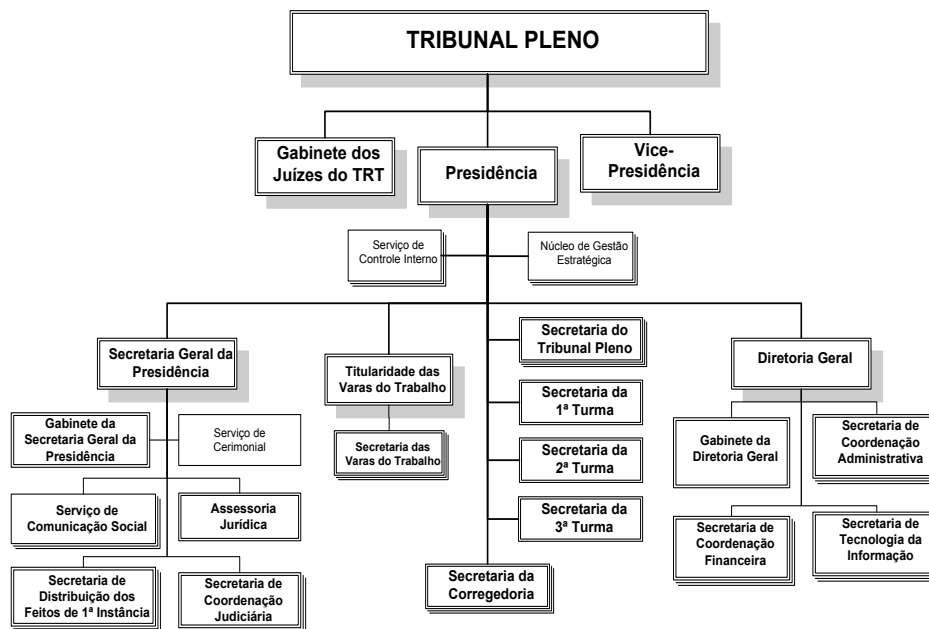 TRIBUNAL PLENO
Gabinete dos
Juízes do TRT
Presidência
Vice-
Presidência
Serviço de
Controle Interno
Núcleo de Gestão
Estratégica
Secretaria Geral da
Presidência
Titularidade das
Varas do Trabalho
Secretaria das
Varas do Trabalho
Secretaria do
Tribunal Pleno
Secretaria da
1ª Turma
Secretaria da
2ª Turma
Secretaria da
3ª Turma
Secretaria da
Corregedoria
Diretoria Geral
Gabinete da
Secretaria Geral da
Presidência
Serviço de
Cerimonial
Serviço de
Comunicação Social
Assessoria
Jurídica
Secretaria de
Distribuição dos
Feitos de 1ª Instância
Secretaria de
Coordenação
Judiciária
Gabinete da
Diretoria Geral
Secretaria de
Coordenação
Administrativa
Secretaria de
Coordenação
Financeira
Secretaria de
Tecnologia da
Informação